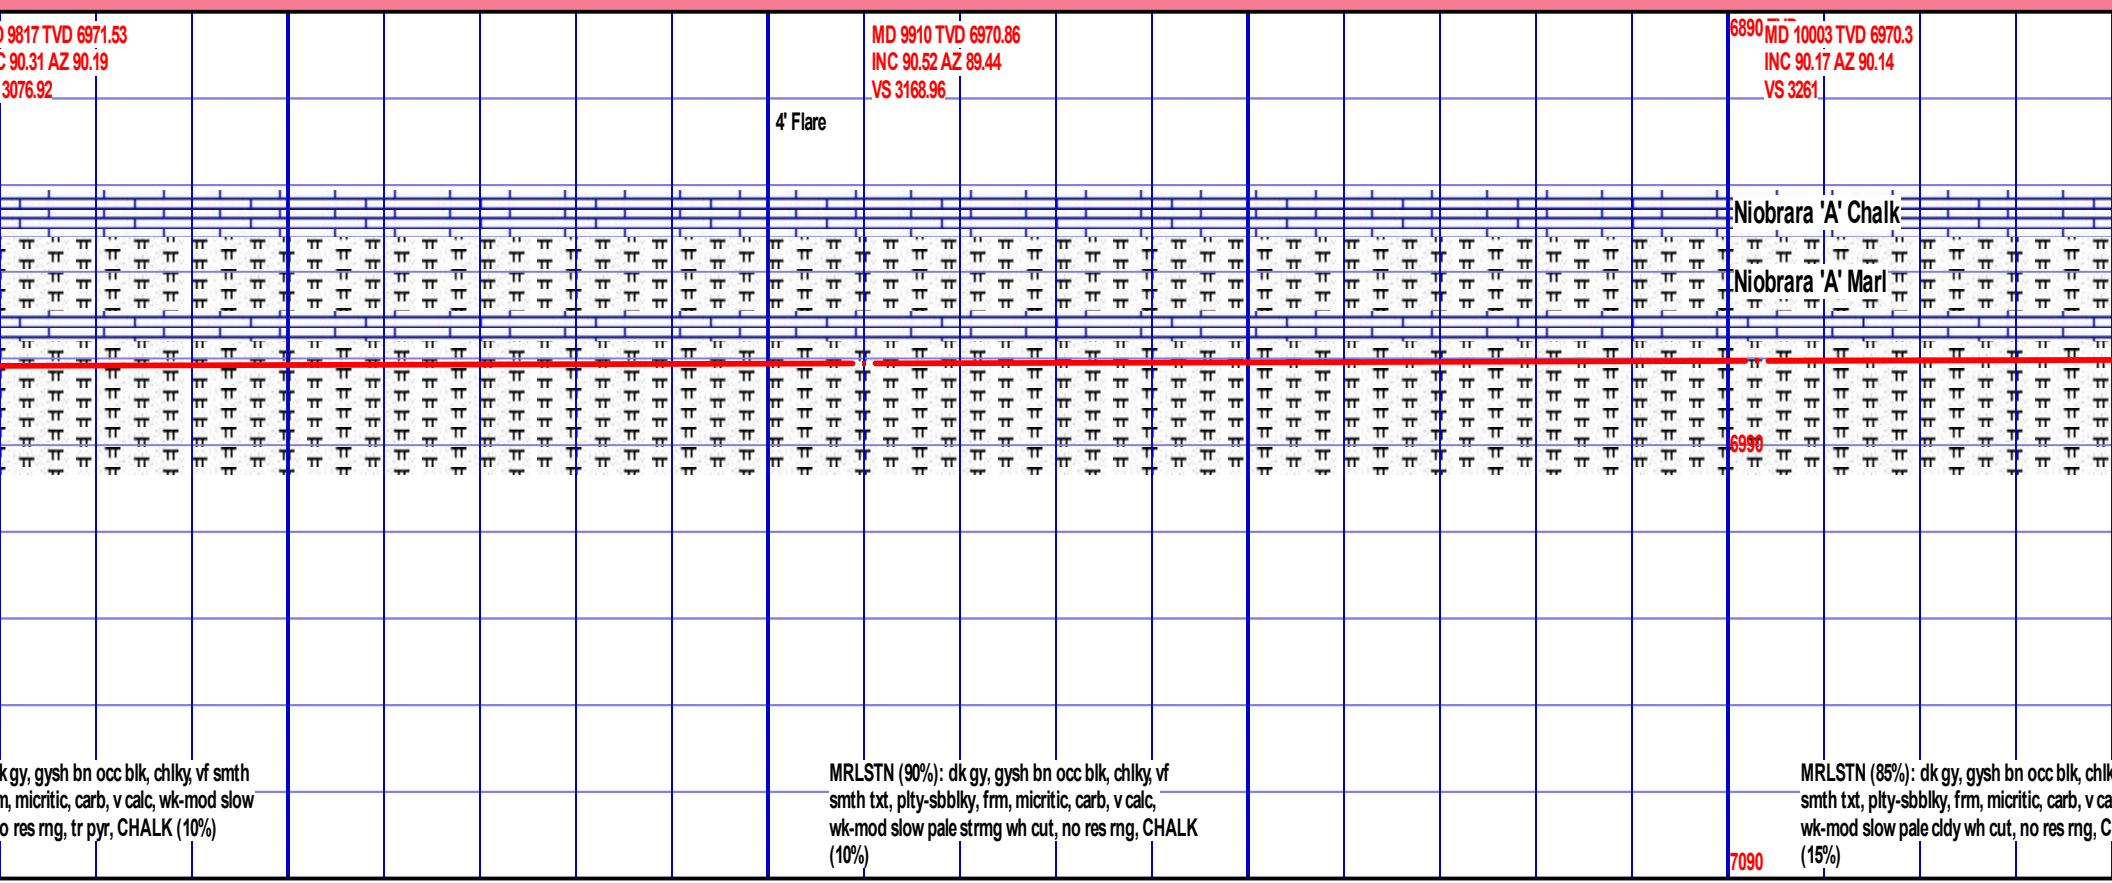 9817 TVD 6971.53
90.31 AZ 90.19
3076.92
MD 9910 TVD 6970.86
INC 90.52 AZ 89.44
VS 3168.96
6890
MD 10003 TVD 6970.3
INC 90.17 AZ 90.14
VS 3261
4' Flare
Niobrara 'A' Chalk
Niobrara 'A' Marl
6990
gy, gysh bn occ blk, chlky, vf smth
micritic, carb, v calc, wk-mod slow
res rng, tr pyr, CHALK (10%)
MRLSTN (90%): dk gy, gysh bn occ blk, chlky, vf
smth txt, plty-sbblky, frm, micritic, carb, v calc,
wk-mod slow pale strmg wh cut, no res rng, CHALK
(10%)
MRLSTN (85%): dk gy, gysh bn occ blk,
smth txt, plty-sbblky, frm, micritic, carb, v
wk-mod slow pale cldy wh cut, no res rng,
(15%)
7090